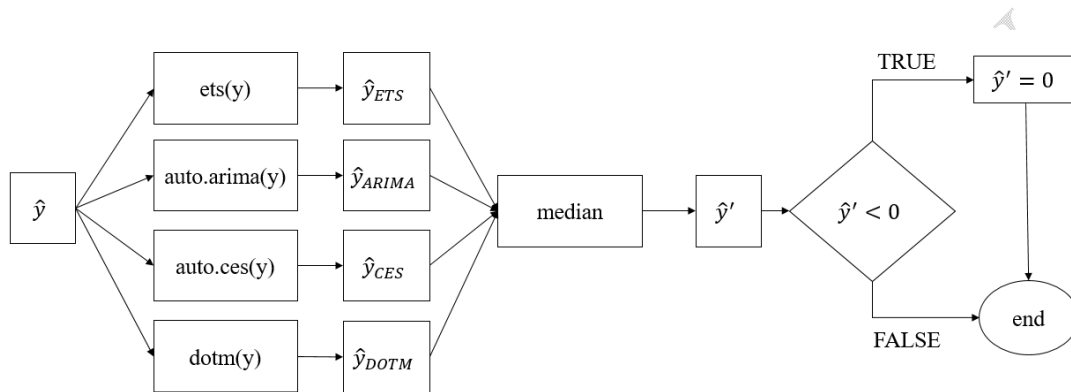 ŷ
ets(y)
ŷ_ETS
auto.arima(y)
ŷ_ARIMA
auto.ces(y)
ŷ_CES
dotm(y)
ŷ_DOTM
median
ŷ′
ŷ′ < 0
TRUE
ŷ′ = 0
FALSE
end